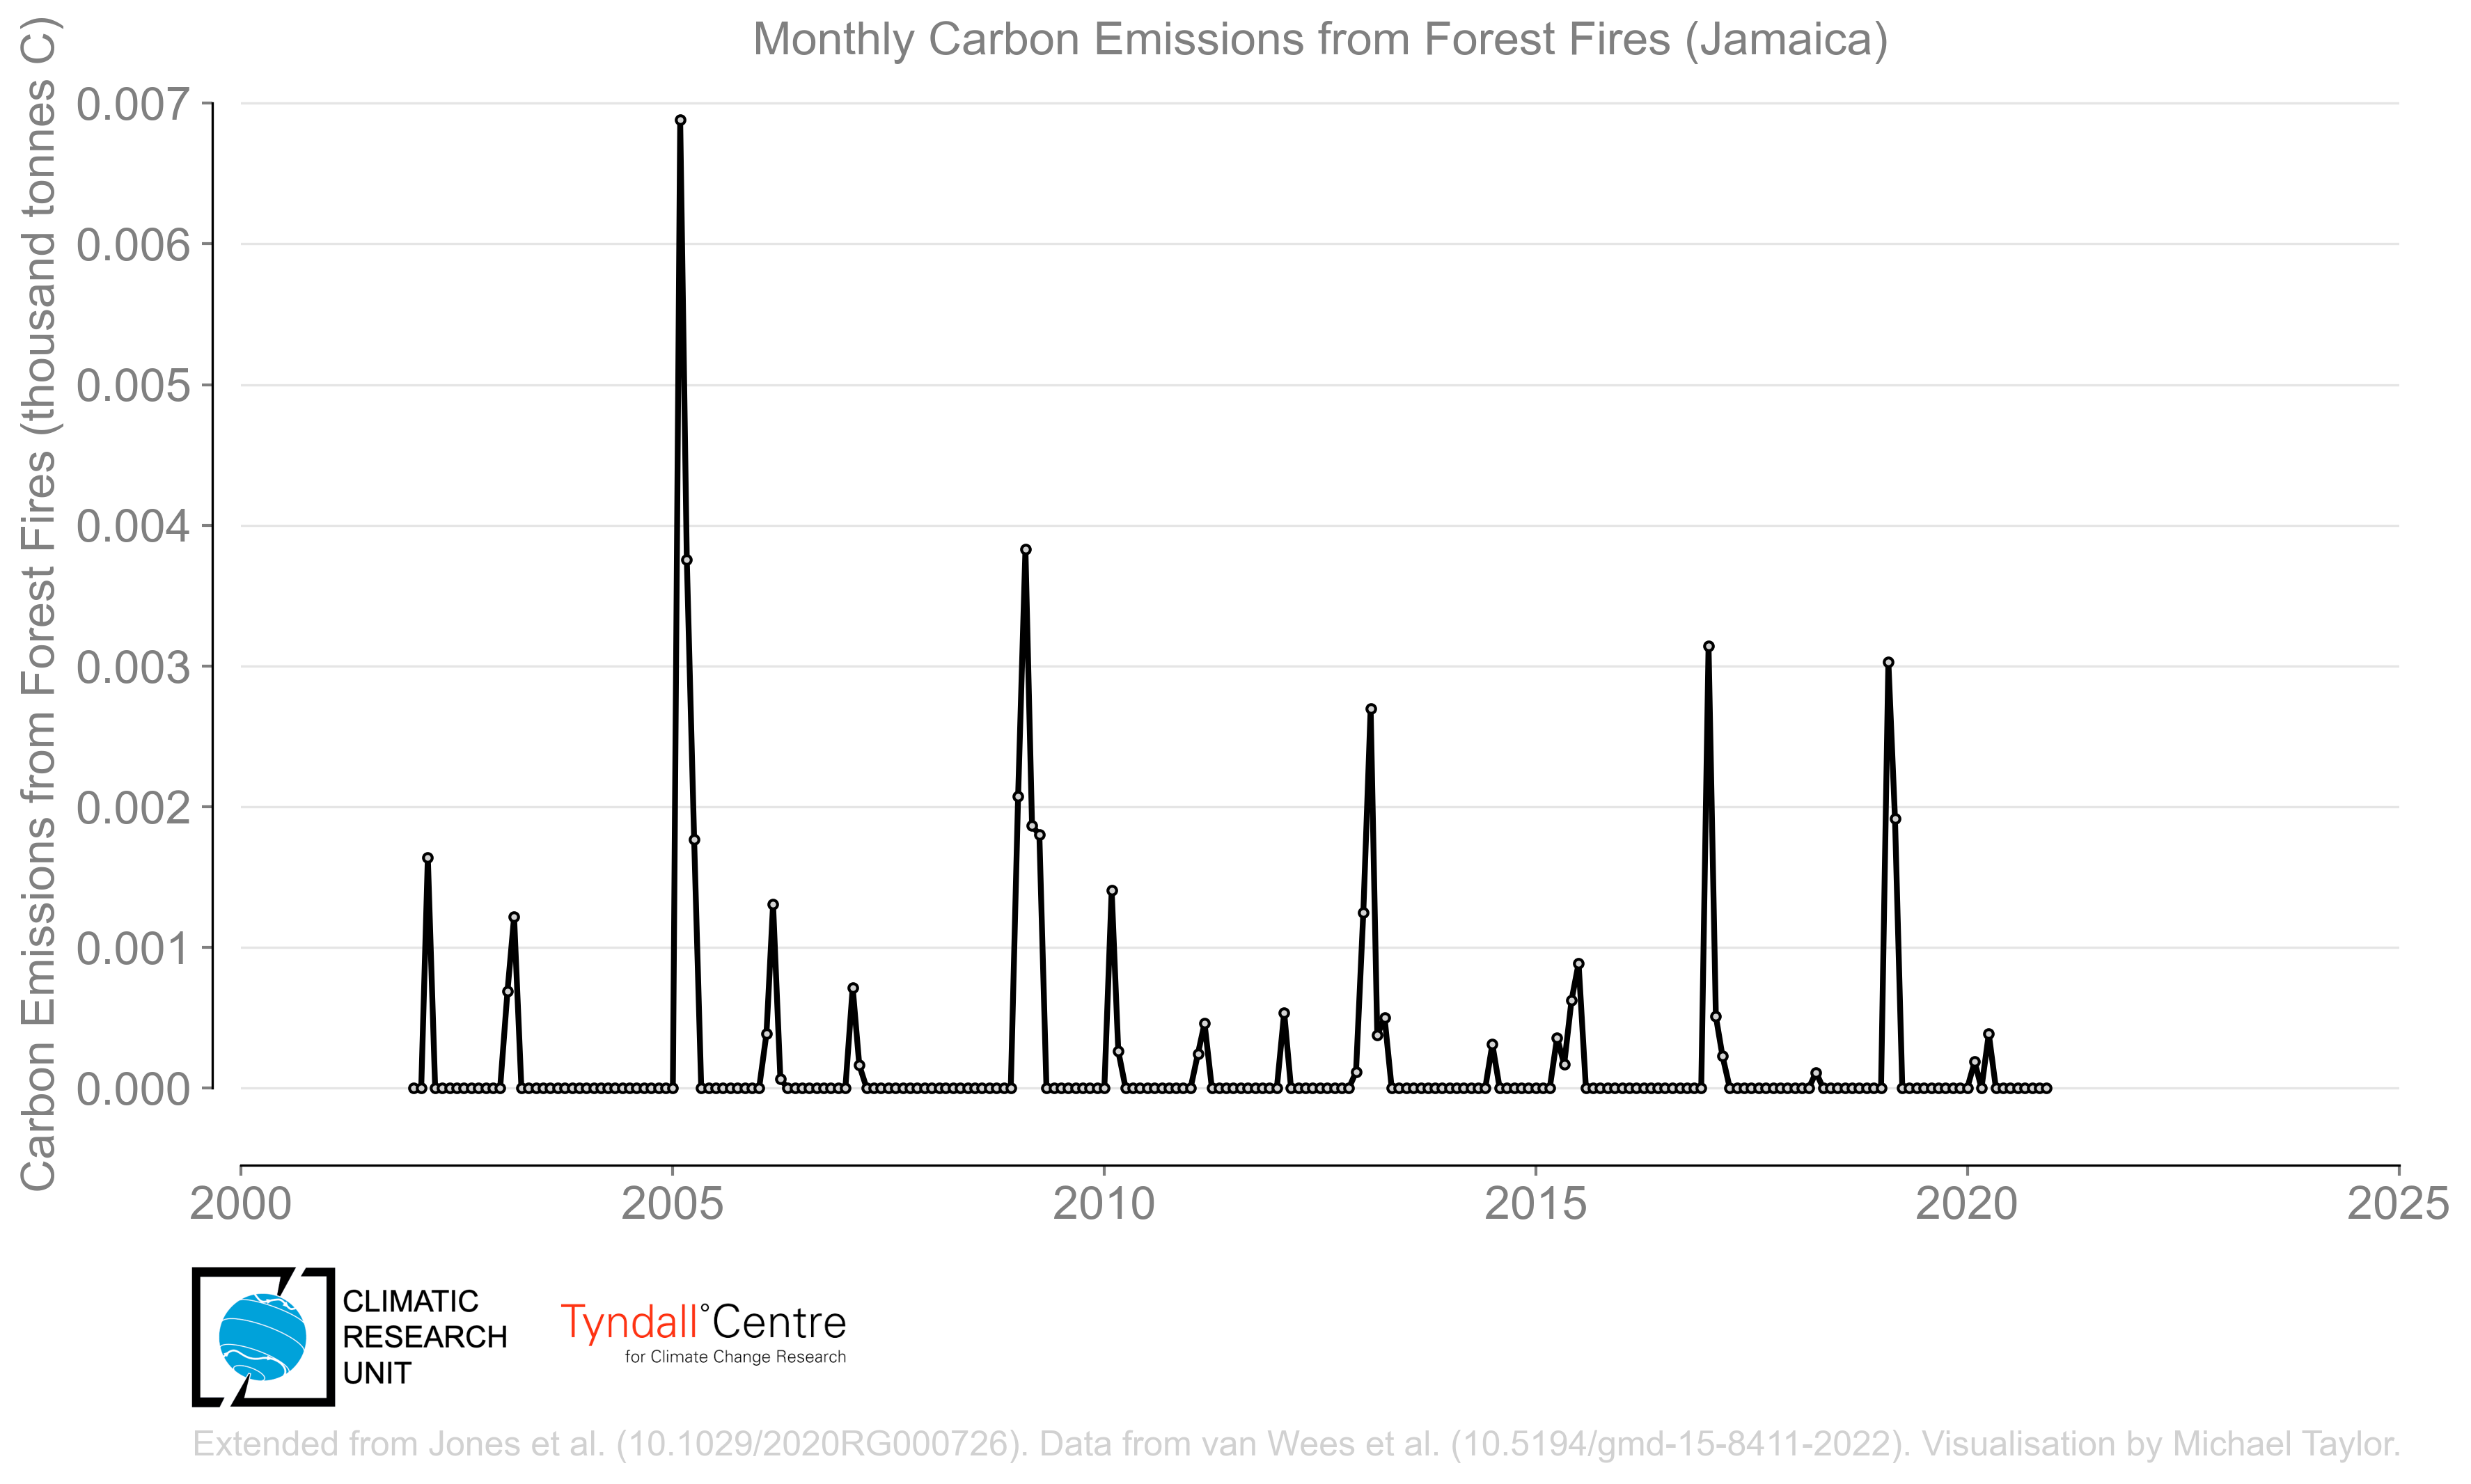 Monthly Carbon Emissions from Forest Fires (Jamaica)
Carbon Emissions from Forest Fires (thousand tonnes C)
0.007
0.006
0.005
0.004
0.003
0.002
0.001
0.000
2000 2005 2010 2015 2020 2025
CLIMATIC
RESEARCH
UNIT
Tyndall°Centre
for Climate Change Research
Extended from Jones et al. (10.1029/2020RG000726). Data from van Wees et al. (10.5194/gmd-15-8411-2022). Visualisation by Michael Taylor.